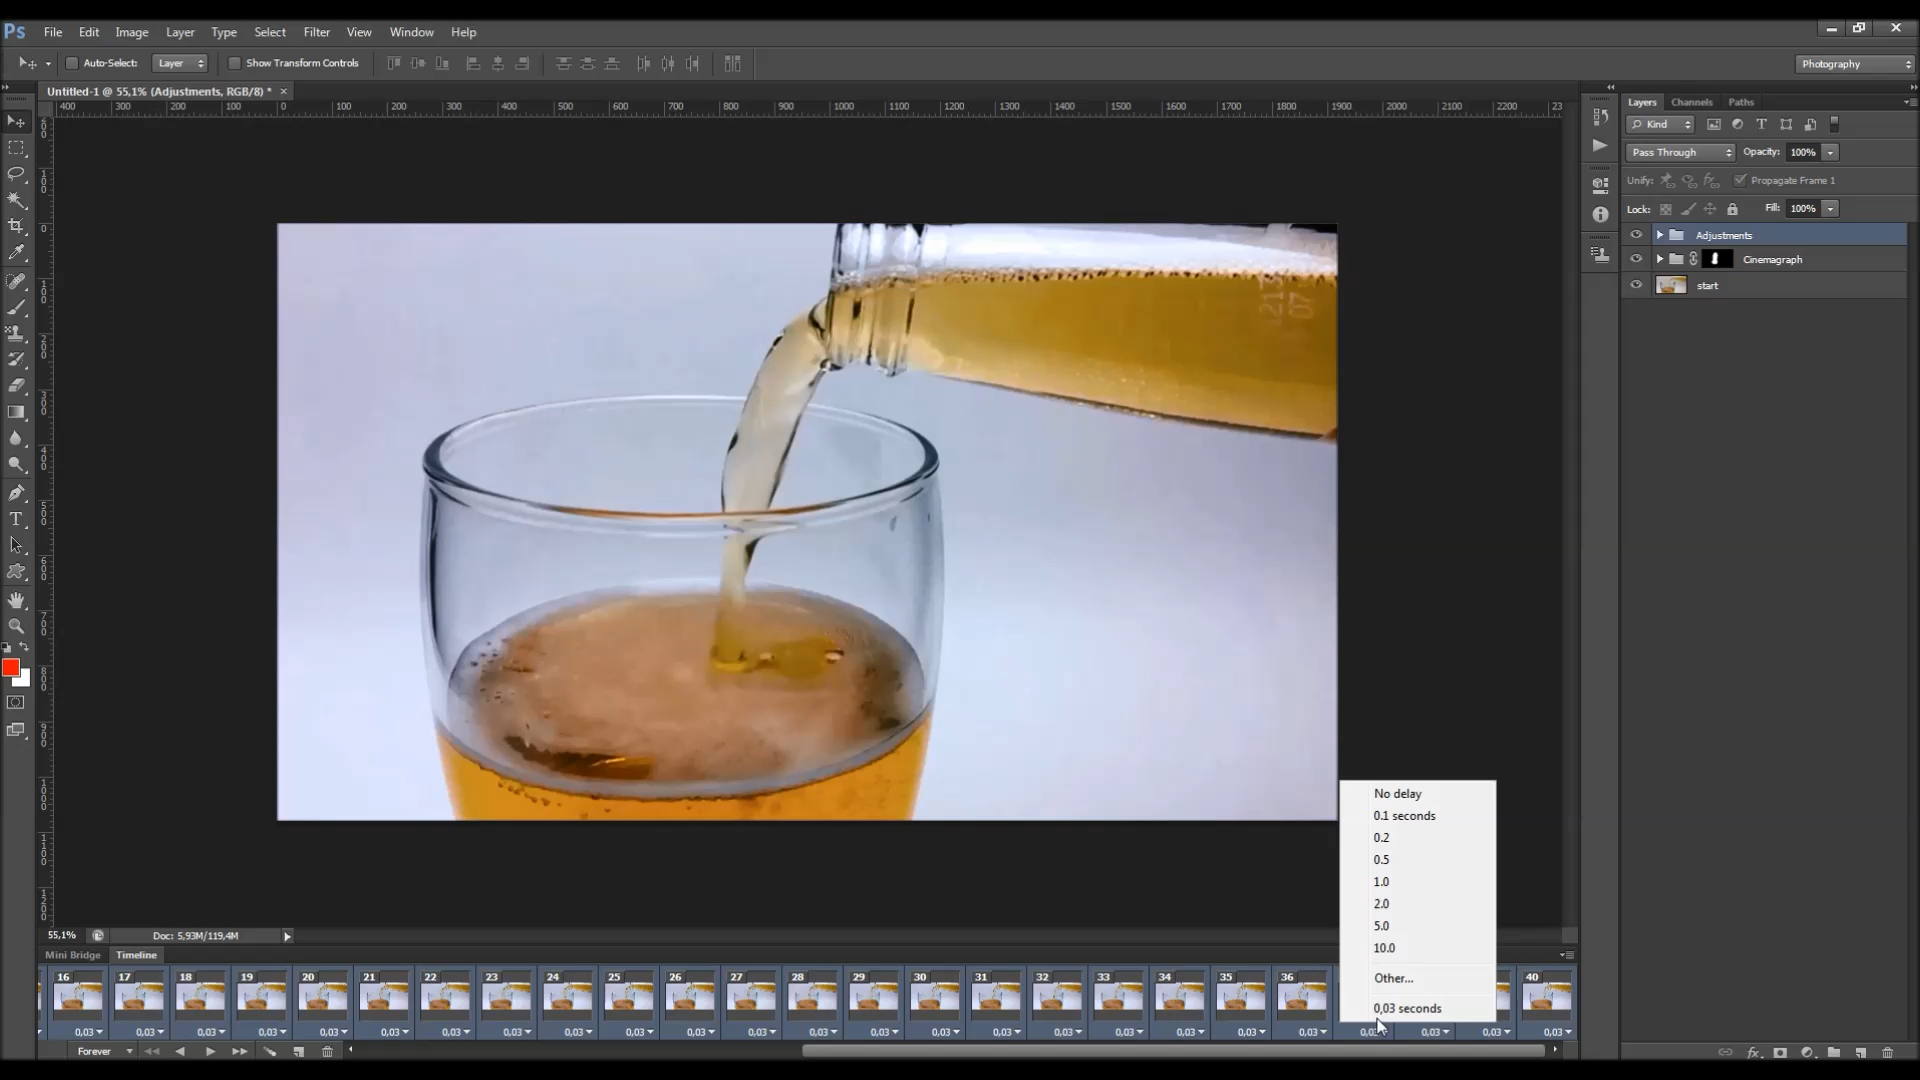 Ps File Edit Image Layer Type Select Filter View Window Help
Auto-Select: Layer Show Transform Controls Photography
Untitled-1 @ 55,1% (Adjustments, RGB/8) * ×
400 300 200 100 0 100 200 300 400 500 600 700 800 900 1000 1100 1200 1300 1400 1500 1600 1700 1800 1900 2000 2100 2200 23
Layers Channels Paths
Kind
Pass Through Opacity: 100%
Unify: Propagate Frame 1
Lock: Fill: 100%
Adjustments
Cinemagraph
start
213
07
No delay
0.1 seconds
0.2
0.5
1.0
2.0
5.0
10.0
Other...
0,03 seconds
55,1% Doc: 5,93M/119,4M
Mini Bridge Timeline
16 17 18 19 20 21 22 23 24 25 26 27 28 29 30 31 32 33 34 35 36 40
0,03 0,03 0,03 0,03 0,03 0,03 0,03 0,03 0,03 0,03 0,03 0,03 0,03 0,03 0,03 0,03 0,03 0,03 0,03 0,03 0,03 0,03 0,03 0,03 0,03
Forever